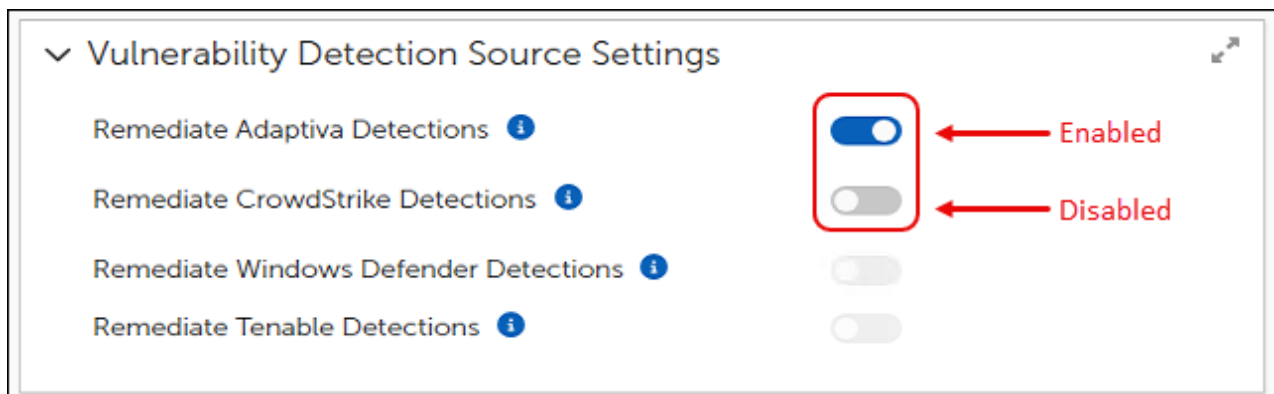 Vulnerability Detection Source Settings
Remediate Adaptiva Detections i Enabled
Remediate CrowdStrike Detections i Disabled
Remediate Windows Defender Detections i
Remediate Tenable Detections i